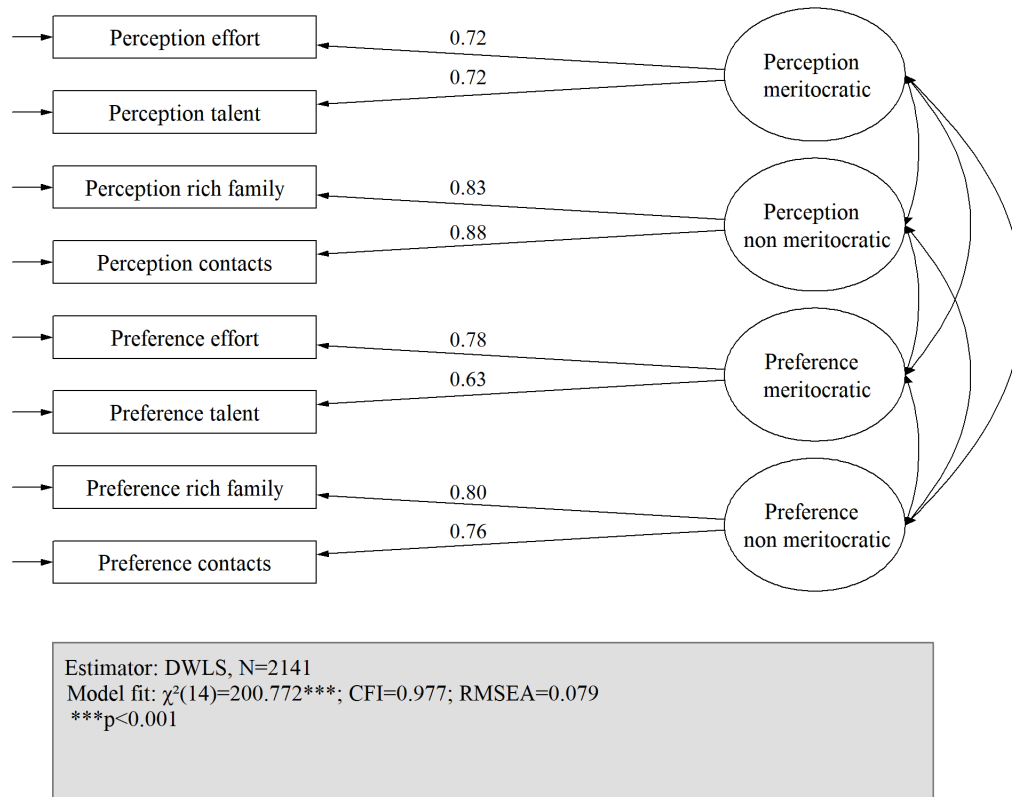 Perception effort
0.72
Perception
meritocratic
Perception talent
0.72
Perception rich family
0.83
Perception
non meritocratic
Perception contacts
0.88
Preference effort
0.78
Preference
meritocratic
Preference talent
0.63
Preference rich family
0.80
Preference
non meritocratic
Preference contacts
0.76
Estimator: DWLS, N=2141
Model fit: χ²(14)=200.772***; CFI=0.977; RMSEA=0.079
***p<0.001